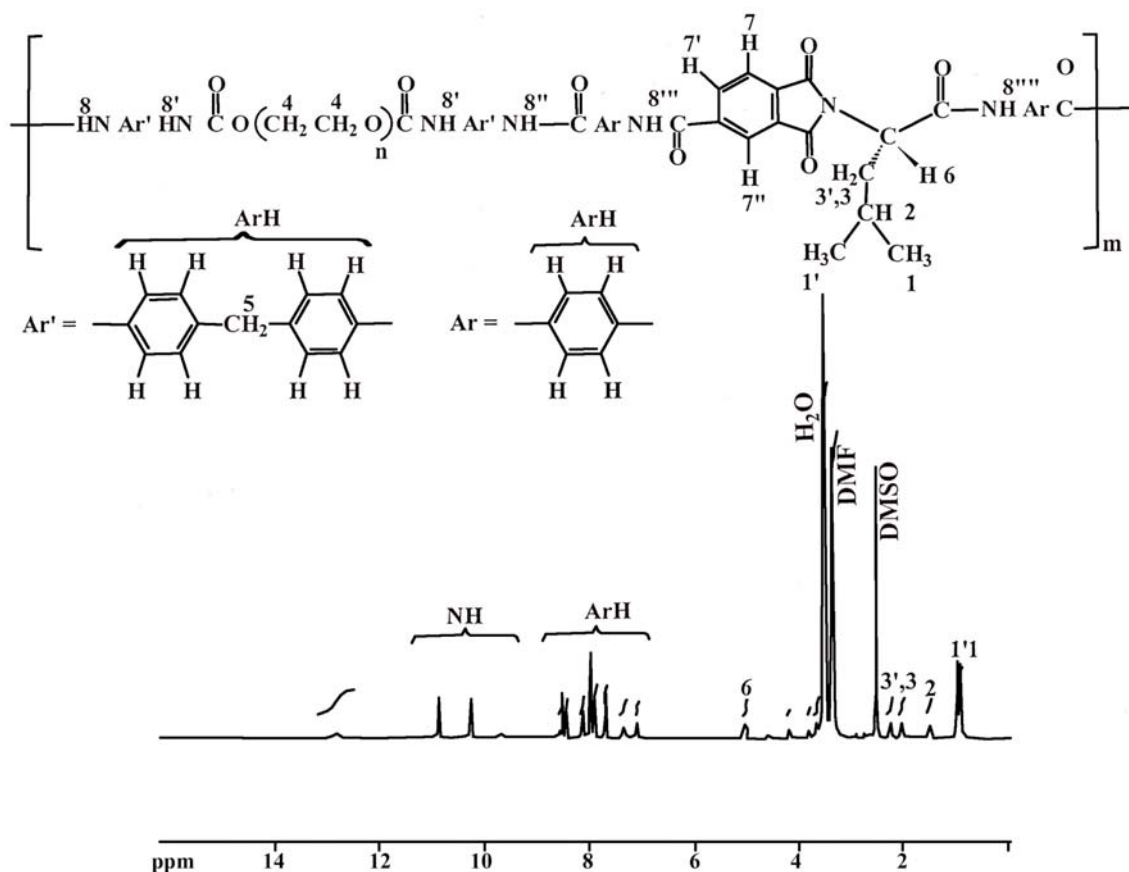 7
7' H O O O O
8 8' O 4 4 O 8' 8'' O 8''' H 8''''
HN Ar' HN C O(CH2 CH2 O)C NH Ar' NH C Ar NH C N C NH Ar C
n O H O H2C H 6
7'' 3',3
CH 2
H3C CH3 m
1' 1
ArH ArH
H H H H H H
Ar' = 5 CH2 Ar =
H H H H H H
H2O DMF DMSO
NH ArH
6 3',3 2 1'1
ppm 14 12 10 8 6 4 2